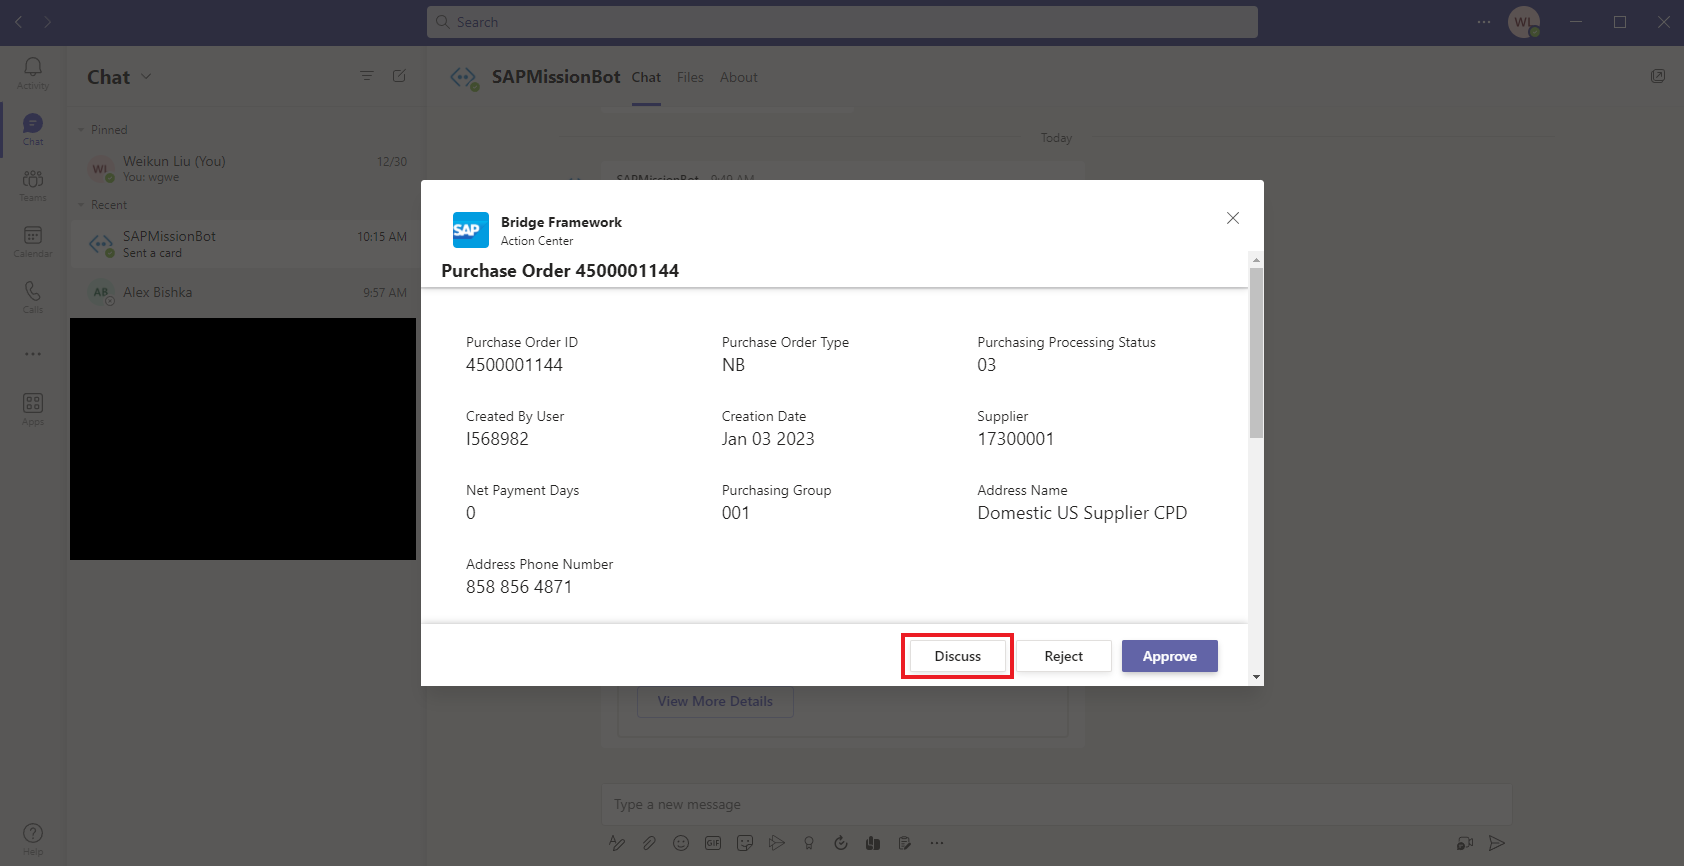 Search
WL
Activity
Chat
Teams
Calendar
Calls
Apps
Help
Chat
Pinned
WL
Weikun Liu (You)
12/30
You: wgwe
Recent
SAPMissionBot
10:15 AM
Sent a card
AB
Alex Bishka
9:57 AM
SAPMissionBot Chat Files About
Today
SAPMissionBot 9:49 AM
SAP
Bridge Framework
Action Center
Purchase Order 4500001144
Purchase Order ID
4500001144
Purchase Order Type
NB
Purchasing Processing Status
03
Created By User
I568982
Creation Date
Jan 03 2023
Supplier
17300001
Net Payment Days
0
Purchasing Group
001
Address Name
Domestic US Supplier CPD
Address Phone Number
858 856 4871
Discuss Reject Approve
View More Details
Type a new message
GIF